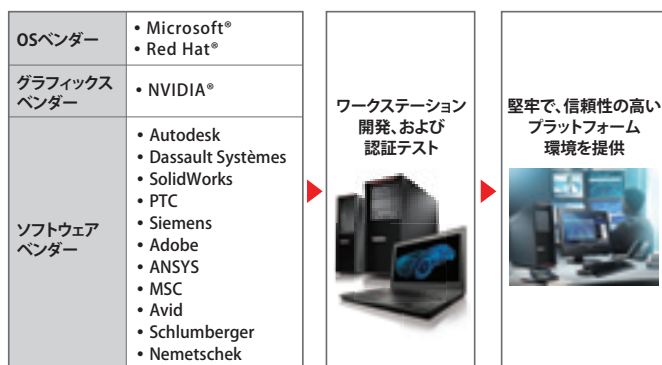 OSベンダー
• Microsoft®
• Red Hat®
グラフィックス
ベンダー
• NVIDIA®
ソフトウェア
ベンダー
• Autodesk
• Dassault Systèmes
• SolidWorks
• PTC
• Siemens
• Adobe
• ANSYS
• MSC
• Avid
• Schlumberger
• Nemetschek
ワークステーション
開発、および
認証テスト
堅牢で、信頼性の高い
プラットフォーム
環境を提供